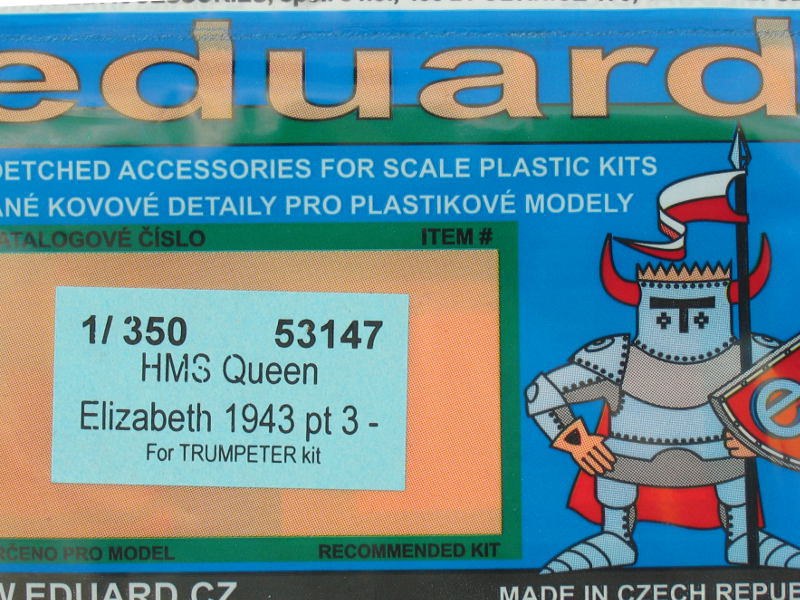 eduard
DETCHED ACCESSORIES FOR SCALE PLASTIC KITS
ANÉ KOVOVÉ DETAILY PRO PLASTIKOVÉ MODELY
ATALOGOVÉ ČÍSLO ITEM #
1/ 350 53147
HMS Queen
Elizabeth 1943 pt 3 -
For TRUMPETER kit
e
RČENO PRO MODEL RECOMMENDED KIT
W.EDUARD.CZ MADE IN CZECH REPUB